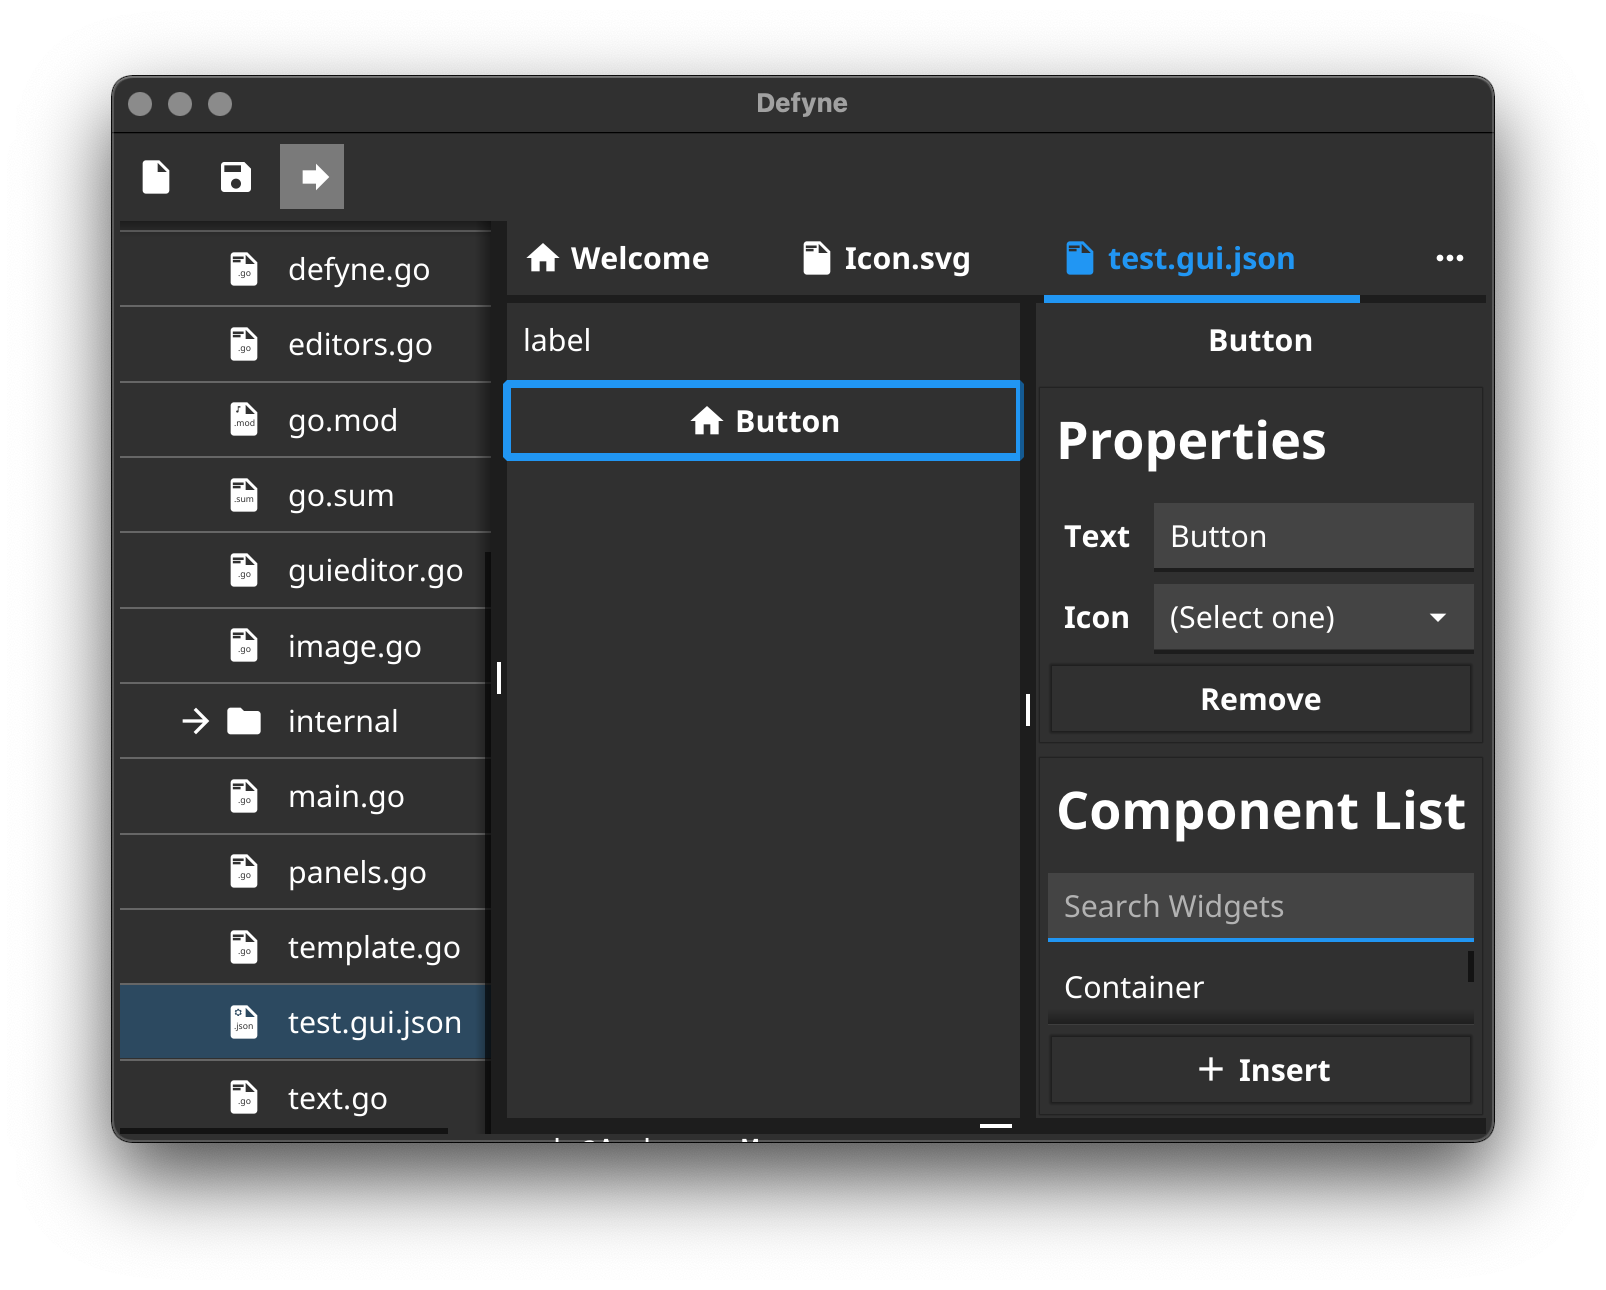 Defyne
defyne.go
editors.go
go.mod
go.sum
guieditor.go
image.go
internal
main.go
panels.go
template.go
test.gui.json
text.go
Welcome
Icon.svg
test.gui.json
label
Button
Button
Properties
Text
Button
Icon
(Select one)
Remove
Component List
Search Widgets
Container
+ Insert